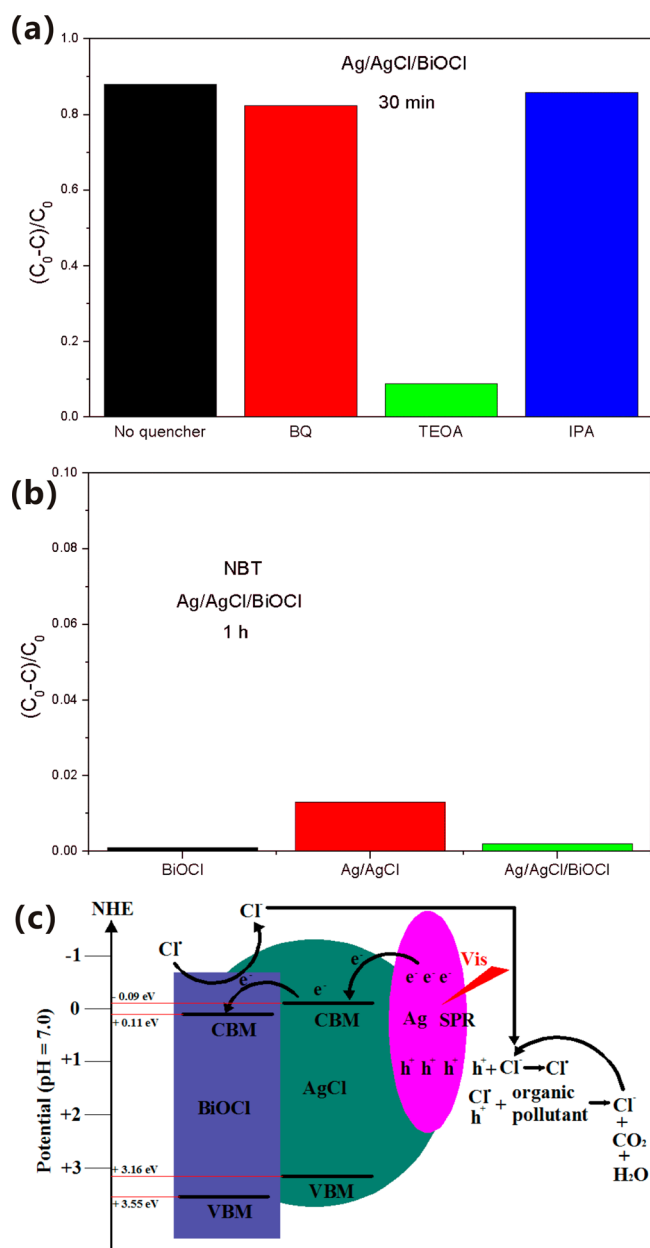 (a)
1.0
0.8
0.6
0.4
0.2
0.0
(C₀-C)/C₀
Ag/AgCl/BiOCl
30 min
No quencher BQ TEOA IPA
(b)
0.10
0.08
0.06
0.04
0.02
0.00
(C₀-C)/C₀
NBT
Ag/AgCl/BiOCl
1 h
BiOCl Ag/AgCl Ag/AgCl/BiOCl
(c)
NHE
Potential (pH = 7.0)
-1
0
+1
+2
+3
- 0.09 eV
+0.11 eV
+ 3.16 eV
+ 3.55 eV
Cl•
Cl⁻
e⁻
e⁻
e⁻
e⁻ e⁻ e⁻
Vis
CBM
CBM
Ag SPR
BiOCl
AgCl
h⁺ h⁺ h⁺
VBM
VBM
h⁺ + Cl⁻ Cl•
Cl•
h⁺
+ organic
pollutant
Cl⁻
+
CO₂
+
H₂O